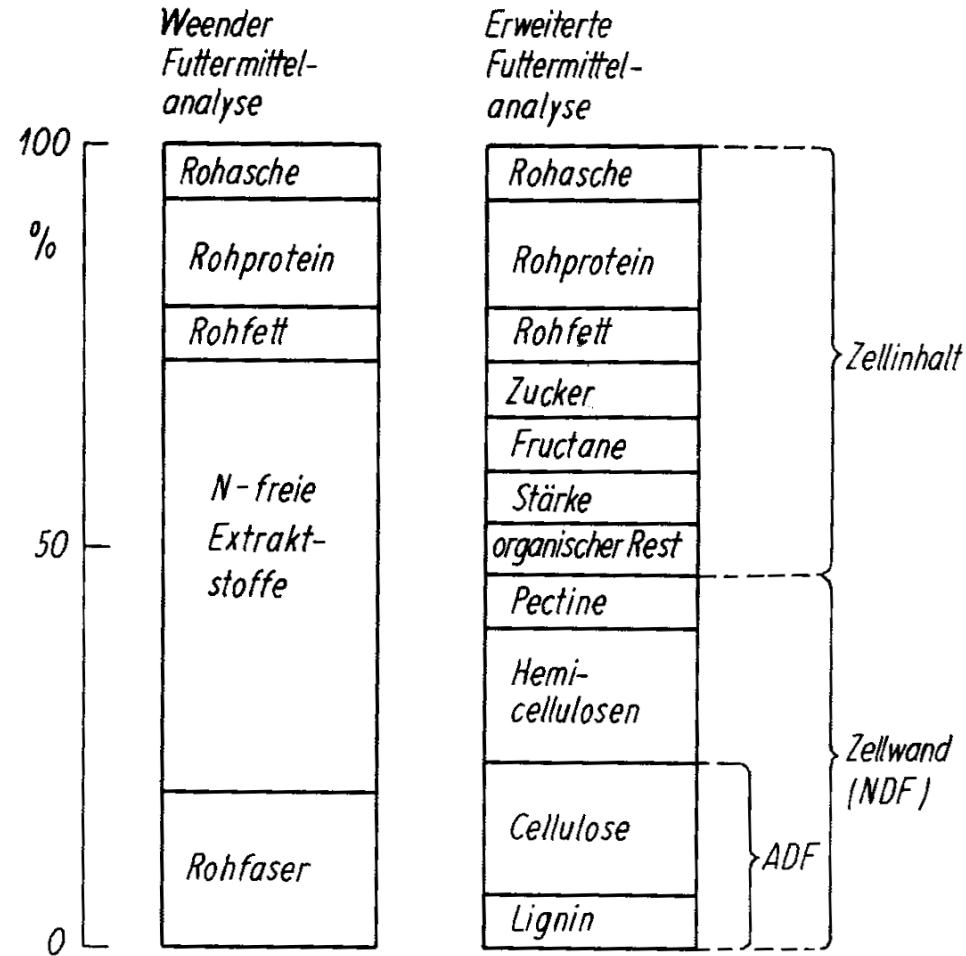 Weender
Futtermittel-
analyse
Erweiterte
Futtermittel-
analyse
100
%
50
0
Rohasche
Rohprotein
Rohfett
N-freie
Extrakt-
stoffe
Rohfaser
Rohasche
Rohprotein
Rohfett
Zucker
Fructane
Stärke
organischer Rest
Pectine
Hemi-
cellulosen
Cellulose
Lignin
Zellinhalt
Zellwand
(NDF)
ADF